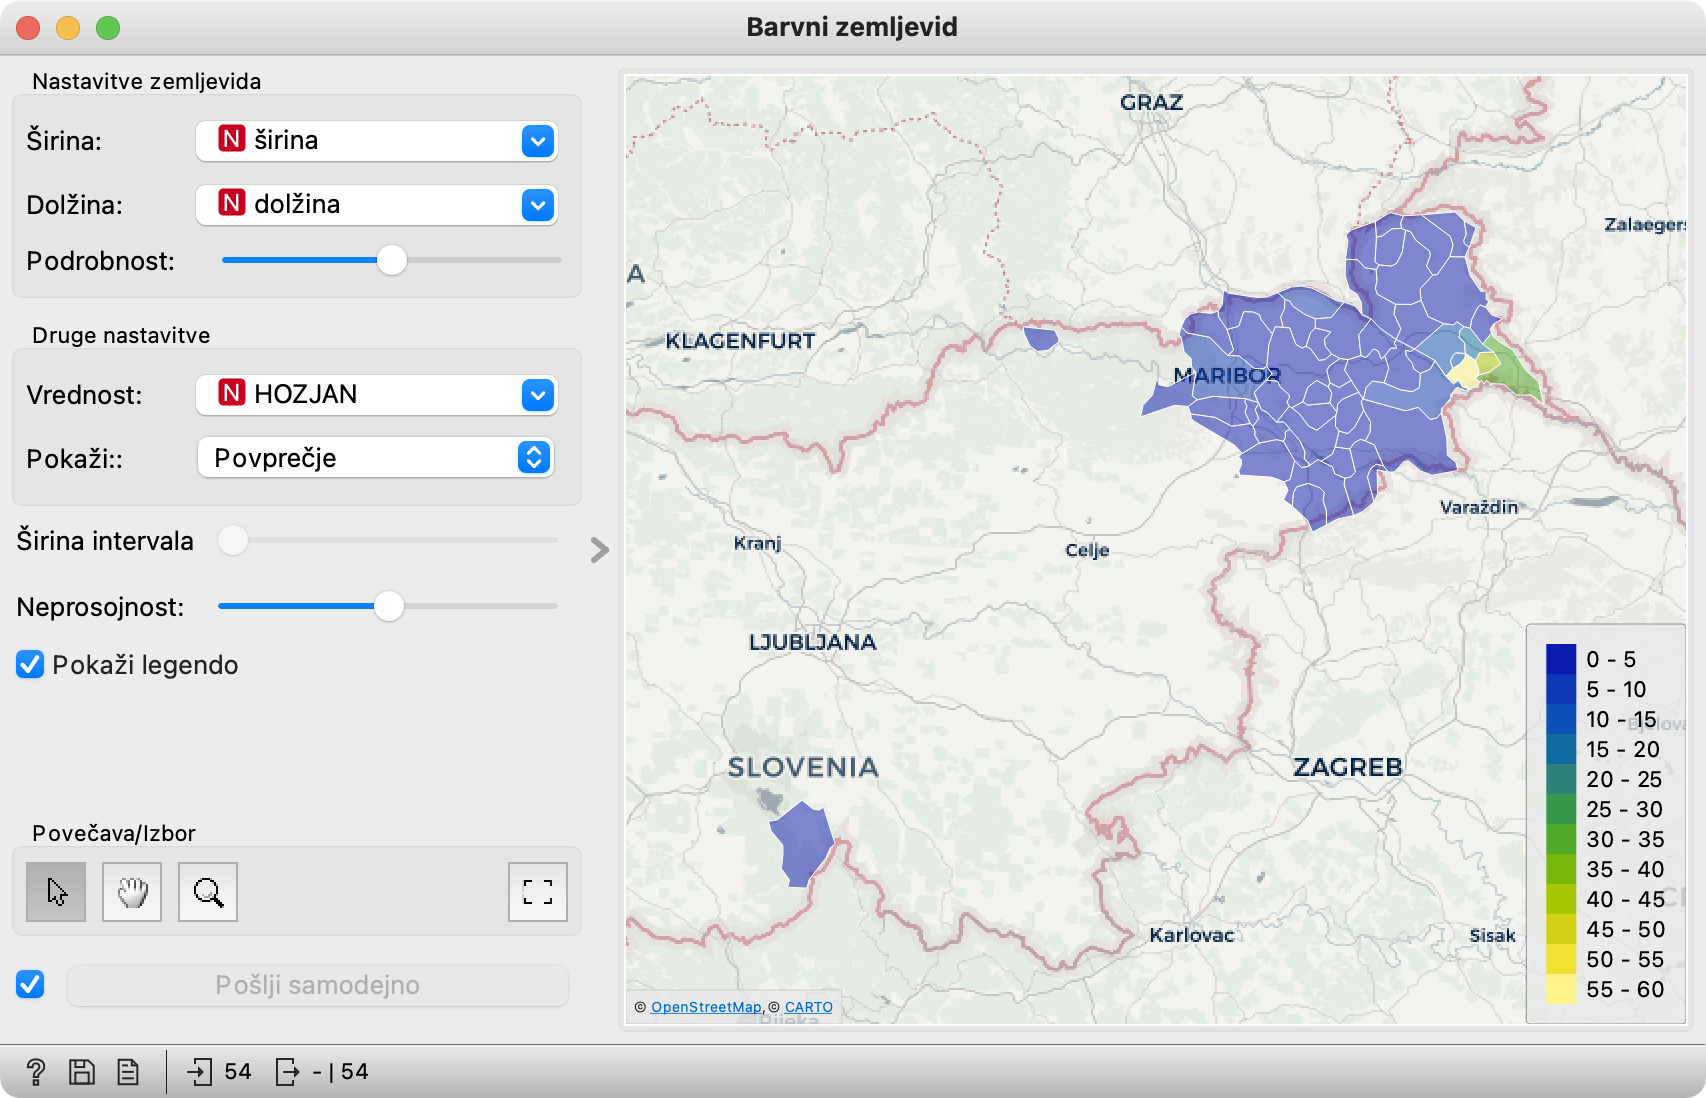 Barvni zemljevid
Nastavitve zemljevida
Širina:
N širina
Dolžina:
N dolžina
Podrobnost:
Druge nastavitve
Vrednost:
N HOZJAN
Pokaži::
Povprečje
Širina intervala
Neprosojnost:
Pokaži legendo
Povečava/Izbor
Pošlji samodejno
? 54 - | 54
GRAZ
Zalaegers
A
KLAGENFURT
MARIBOR
Varaždin
Kranj
Celje
LJUBLJANA
SLOVENIA
ZAGREB
Karlovac
Sisak
Rijeka
© OpenStreetMap, © CARTO
0 - 5
5 - 10
10 - 15
15 - 20
20 - 25
25 - 30
30 - 35
35 - 40
40 - 45
45 - 50
50 - 55
55 - 60